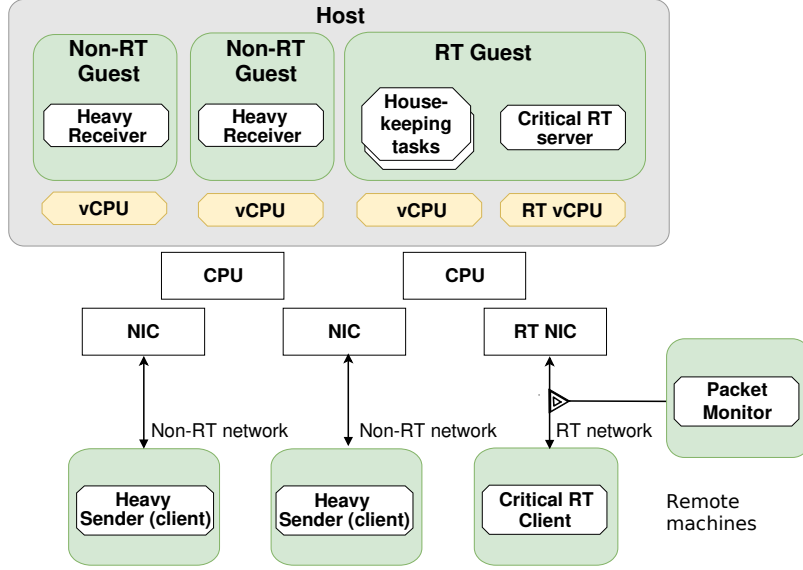 Host
Non-RT
Guest
Heavy
Receiver
Non-RT
Guest
Heavy
Receiver
RT Guest
House-
keeping
tasks
Critical RT
server
vCPU
vCPU
vCPU
RT vCPU
CPU
CPU
NIC
NIC
RT NIC
Packet
Monitor
Non-RT network
Non-RT network
RT network
Heavy
Sender (client)
Heavy
Sender (client)
Critical RT
Client
Remote
machines